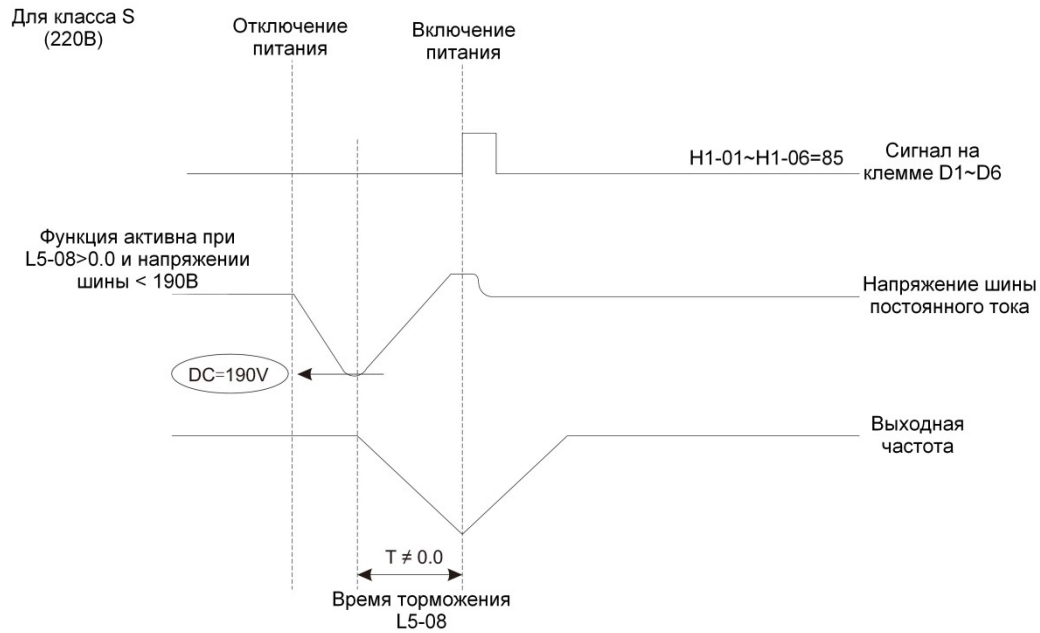 Для класса S
(220В)
Отключение
питания
Включение
питания
H1-01~H1-06=85
Сигнал на
клемме D1~D6
Функция активна при
L5-08>0.0 и напряжении
шины < 190В
Напряжение шины
постоянного тока
DC=190V
Выходная
частота
T ≠ 0.0
Время торможения
L5-08